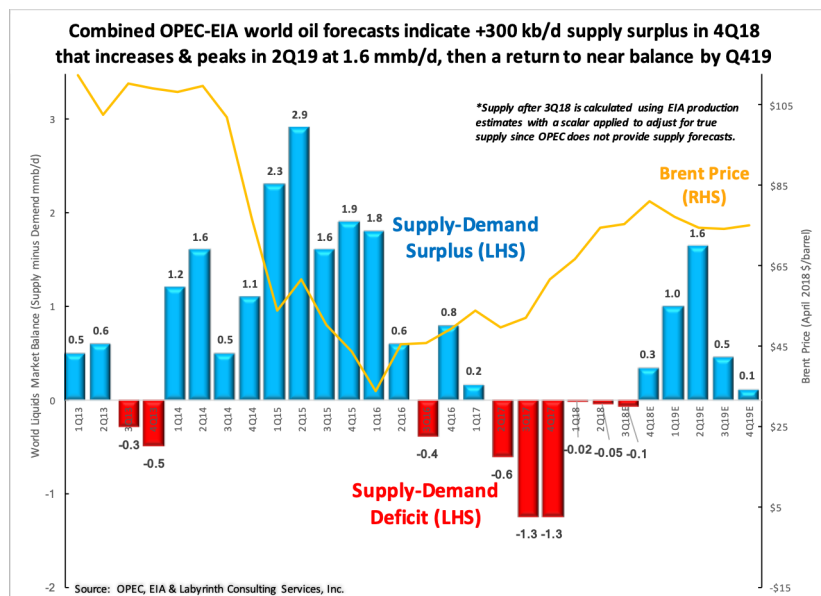 Combined OPEC-EIA world oil forecasts indicate +300 kb/d supply surplus in 4Q18
that increases & peaks in 2Q19 at 1.6 mmb/d, then a return to near balance by Q419
*Supply after 3Q18 is calculated using EIA production
estimates with a scalar applied to adjust for true
supply since OPEC does not provide supply forecasts.
Brent Price
(RHS)
Supply-Demand
Surplus (LHS)
Supply-Demand
Deficit (LHS)
World Liquids Market Balance (Supply minus Demend mmb/d)
3
2
1
0
-1
-2
Brent Price (April 2018 $/barrel)
$105
$85
$65
$45
$25
$5
-$15
0.5
0.6
-0.3
-0.5
1.2
1.6
0.5
1.1
2.3
2.9
1.6
1.9
1.8
0.6
-0.4
0.8
0.2
-0.6
-1.3
-1.3
-0.02
-0.05
-0.1
0.3
1.0
1.6
0.5
0.1
1Q13
2Q13
1Q14
2Q14
3Q14
4Q14
1Q15
2Q15
3Q15
4Q15
1Q16
2Q16
4Q16
1Q17
1Q18
2Q18
3Q18E
4Q18E
1Q19E
2Q19E
3Q19E
4Q19E
Source: OPEC, EIA & Labyrinth Consulting Services, Inc.